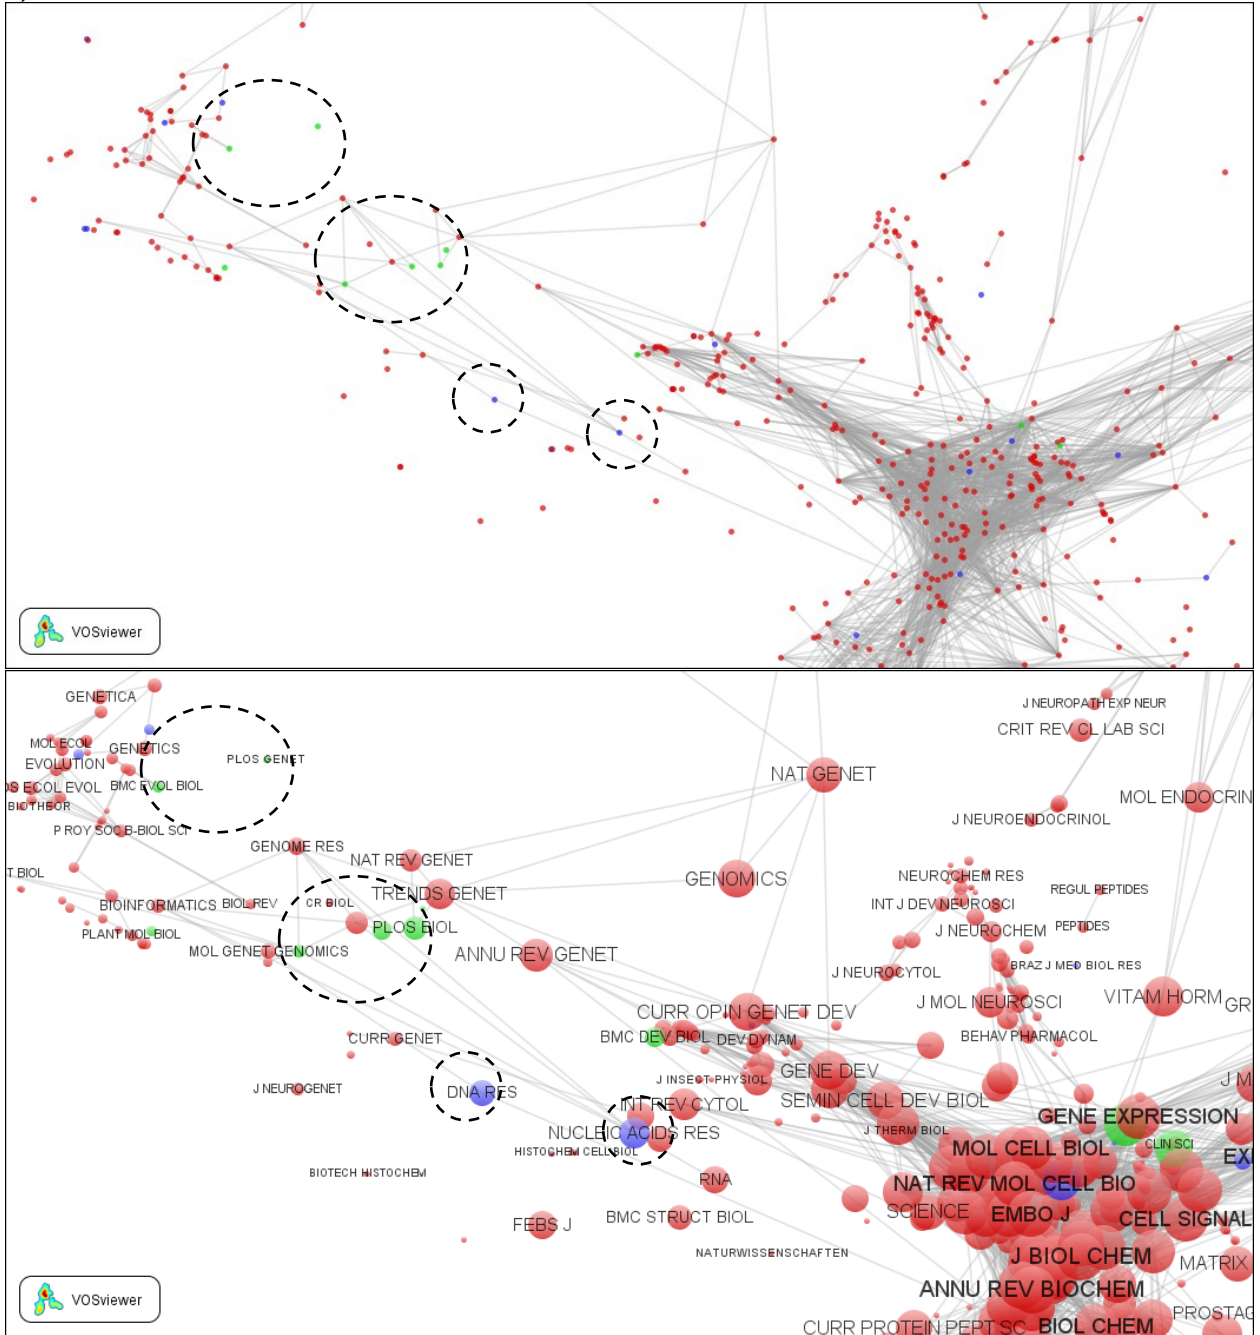 VOSviewer
GENETICA
J NEUROPATH EXP NEUR
CRIT REV CL LAB SCI
MOL ECOL
GENETICS
PLOS GENET
EVOLUTION
NAT GENET
OS ECOL EVOL
BMC EVOL BIOL
MOL ENDOCRIN
BIOTHEOR
J NEUROENDOCRINOL
P ROY SOC B-BIOL SCI
GENOME RES
NAT REV GENET
T BIOL
TRENDS GENET
GENOMICS
NEUROCHEM RES
REGUL PEPTIDES
BIOINFORMATICS
BIOL REV
CR BIOL
INT J DEV NEUROSCI
PLANT MOL BIOL
PLOS BIOL
J NEUROCHEM
PEPTIDES
MOL GENET GENOMICS
ANNU REV GENET
J NEUROCYTOL
BRAZ J MED BIOL RES
J MOL NEUROSCI
VITAM HORM
GR
CURR OPIN GENET DEV
CURR GENET
BMC DEV BIOL
DEV DYNAM
BEHAV PHARMACOL
J NEUROGENET
DNA RES
J INSECT PHYSIOL
GENE DEV
J M
INT REV CYTOL
SEMIN CELL DEV BIOL
GENE EXPRESSION
NUCLEIC ACIDS RES
J THERM BIOL
MOL CELL BIOL
CLIN SCI
HISTOCHEM CELL BIOL
EX
BIOTECH HISTOCHEM
RNA
NAT REV MOL CELL BIO
FEBS J
BMC STRUCT BIOL
SCIENCE
EMBO J
CELL SIGNAL
NATURWISSENSCHAFTEN
J BIOL CHEM
MATRIX
ANNU REV BIOCHEM
VOSviewer
CURR PROTEIN PEPT SC
BIOL CHEM
PROSTAG